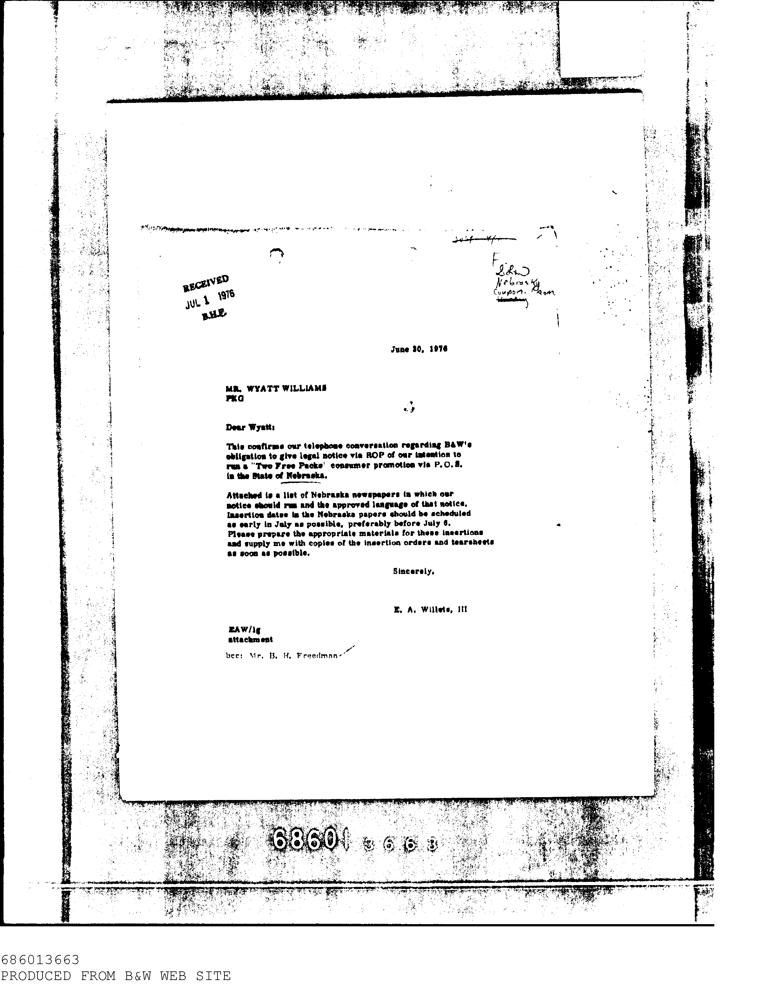 RECEIVED
JUL 1 1976
B.H.F.
F
B&W
Nebraska
Coupon. Prom
June 30, 1976
MR. WYATT WILLIAMS
PKG
Dear Wyatt:
This confirms our telephone conversation regarding B&W's
obligation to give legal notice via ROP of our intention to
run a "Two Free Packs" consumer promotion via P.O.S.
in the State of Nebraska.
Attached is a list of Nebraska newspapers in which our
notice should run and the approved language of that notice.
Insertion dates in the Nebraska papers should be scheduled
as early in July as possible, preferably before July 6.
Please prepare the appropriate materials for these insertions
and supply me with copies of the insertion orders and tearsheets
as soon as possible.
Sincerely,
E. A. Willets, III
EAW/lg
attachment
bcc: Mr. B. H. Freedman
68601 3663
686013663
PRODUCED FROM B&W WEB SITE